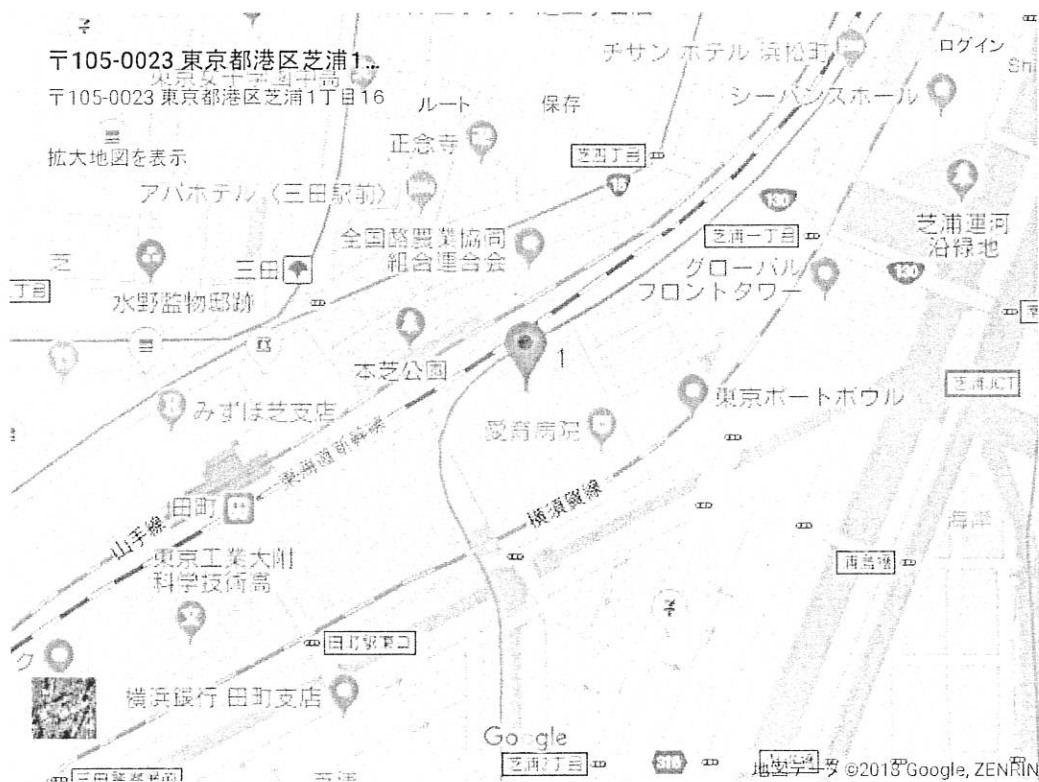 〒105-0023 東京都港区芝浦1...
〒105-0023 東京都港区芝浦1丁目16
ルート
保存
ログイン
拡大地図を表示
チサン ホテル 浜松町
シーバンスホール
正念寺
芝四丁目
15
アパホテル〈三田駅前〉
130
芝浦一丁目
芝浦運河
沿緑地
全国酪農業協同
組合連合会
グローバル
フロントタワー
130
芝
三田
水野監物邸跡
本芝公園
1
芝浦JCT
みずほ芝支店
愛育病院
東京ポートボウル
東海道新幹線
田町
山手線
横須賀線
海岸
東京工業大附
科学技術高
田町駅東口
横浜銀行 田町支店
Google
316
地図データ ©2018 Google, ZENRIN